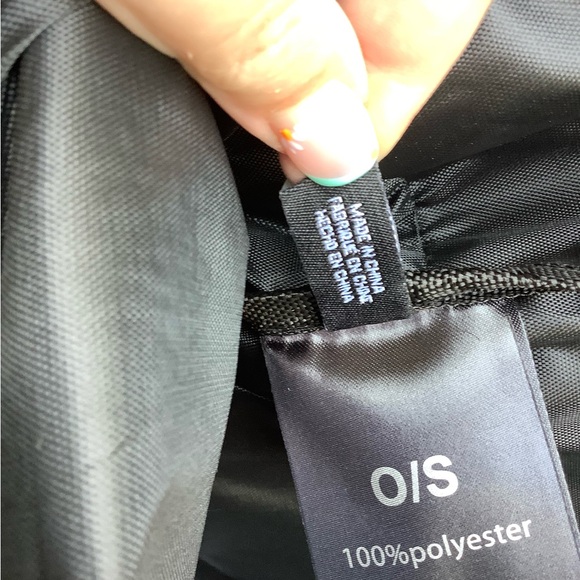 MADE IN CHINA
FABRIQUÉ EN CHINE
HECHO EN CHINA
O/S
100%polyester